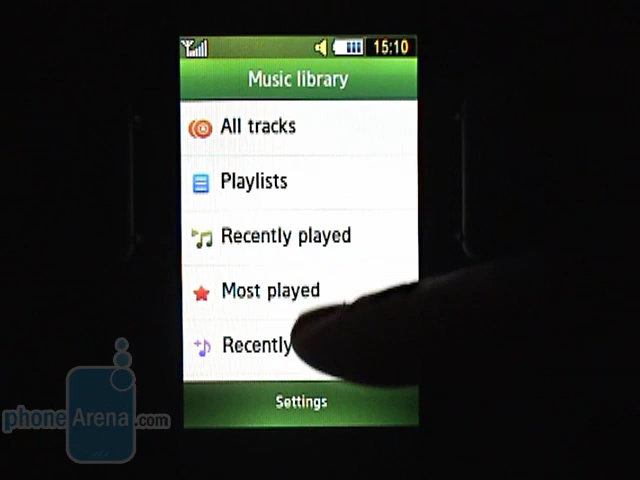 15:10
Music library
All tracks
Playlists
Recently played
Most played
Recently
Settings
phoneArena.com